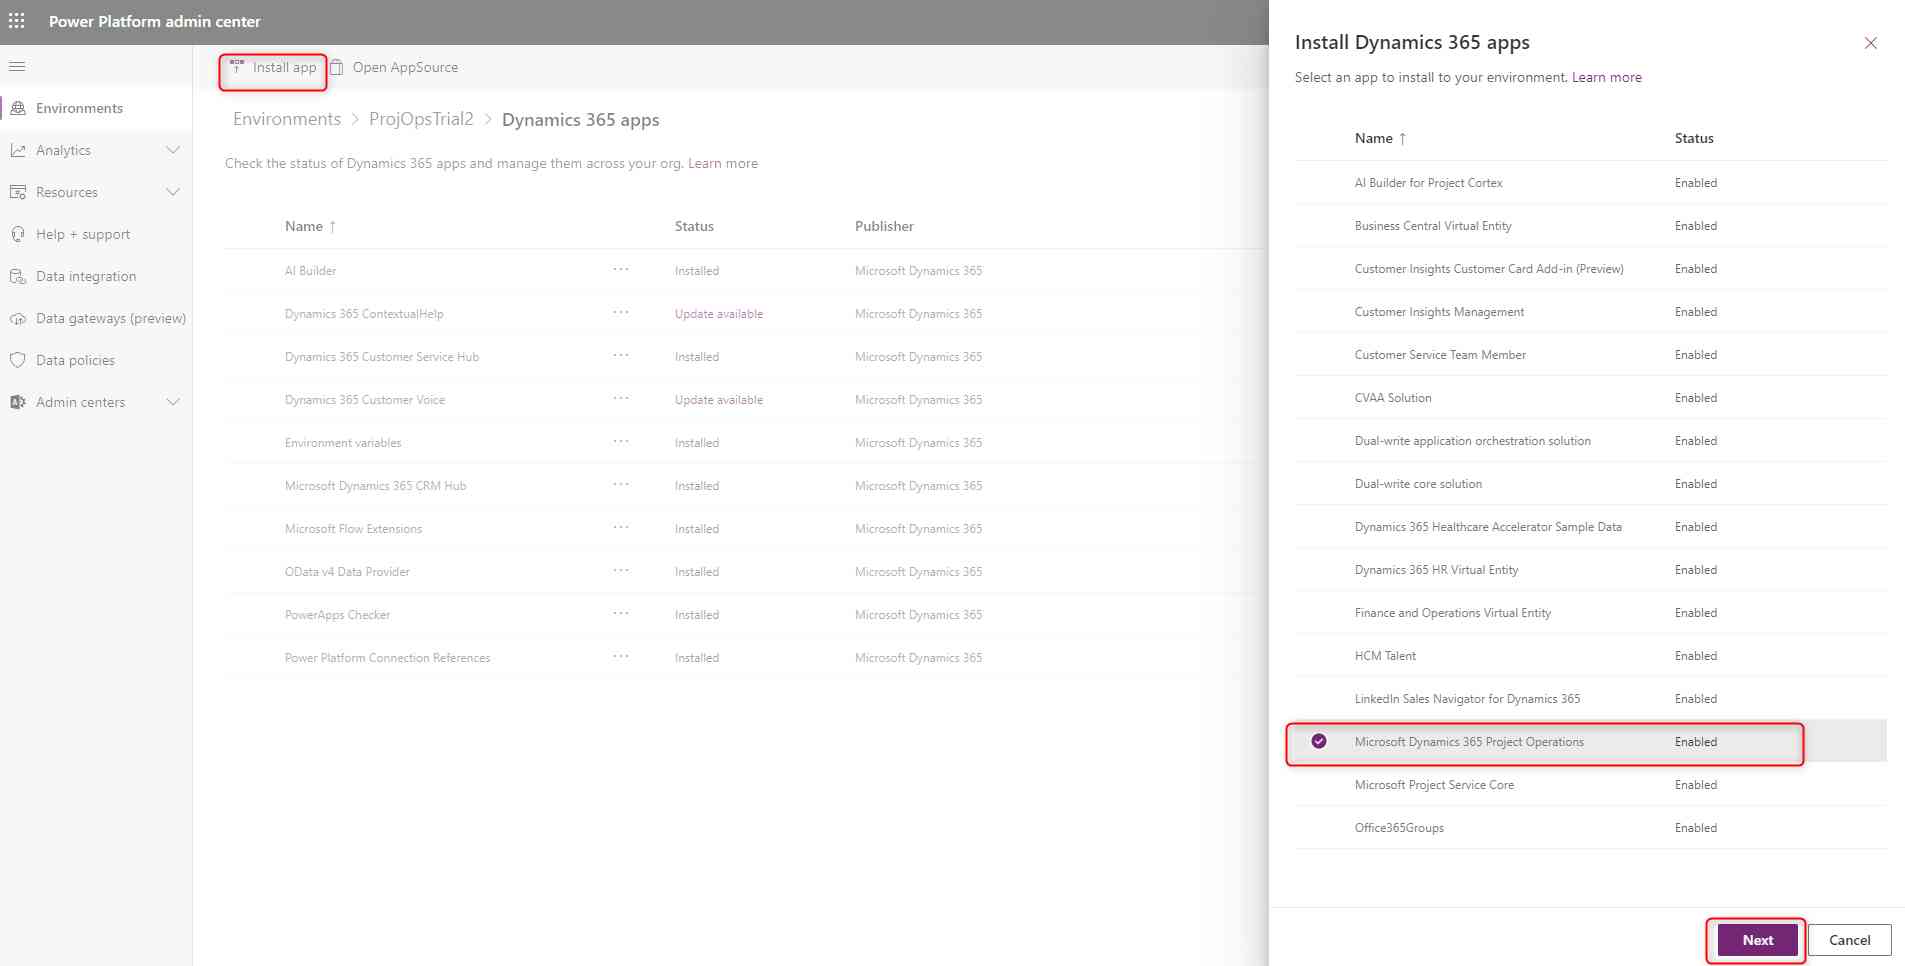 Power Platform admin center
Install app
Open AppSource
Environments
Analytics
Resources
Help + support
Data integration
Data gateways (preview)
Data policies
Admin centers
Environments > ProjOpsTrial2 > Dynamics 365 apps
Check the status of Dynamics 365 apps and manage them across your org. Learn more
Name ↑ Status Publisher
AI Builder ... Installed Microsoft Dynamics 365
Dynamics 365 ContextualHelp ... Update available Microsoft Dynamics 365
Dynamics 365 Customer Service Hub ... Installed Microsoft Dynamics 365
Dynamics 365 Customer Voice ... Update available Microsoft Dynamics 365
Environment variables ... Installed Microsoft Dynamics 365
Microsoft Dynamics 365 CRM Hub ... Installed Microsoft Dynamics 365
Microsoft Flow Extensions ... Installed Microsoft Dynamics 365
OData v4 Data Provider ... Installed Microsoft Dynamics 365
PowerApps Checker ... Installed Microsoft Dynamics 365
Power Platform Connection References ... Installed Microsoft Dynamics 365
Install Dynamics 365 apps
Select an app to install to your environment. Learn more
Name ↑ Status
AI Builder for Project Cortex Enabled
Business Central Virtual Entity Enabled
Customer Insights Customer Card Add-in (Preview) Enabled
Customer Insights Management Enabled
Customer Service Team Member Enabled
CVAA Solution Enabled
Dual-write application orchestration solution Enabled
Dual-write core solution Enabled
Dynamics 365 Healthcare Accelerator Sample Data Enabled
Dynamics 365 HR Virtual Entity Enabled
Finance and Operations Virtual Entity Enabled
HCM Talent Enabled
LinkedIn Sales Navigator for Dynamics 365 Enabled
Microsoft Dynamics 365 Project Operations Enabled
Microsoft Project Service Core Enabled
Office365Groups Enabled
Next
Cancel